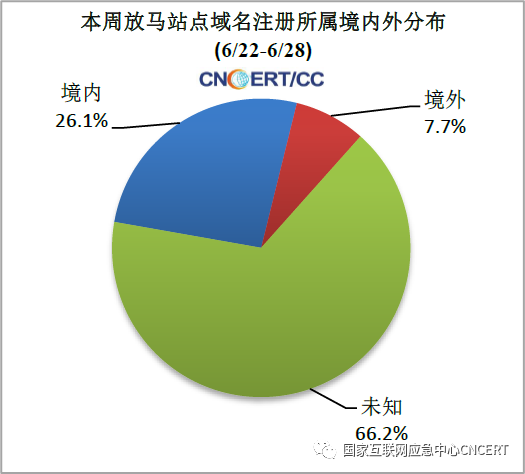 本周放马站点域名注册所属境内外分布
(6/22-6/28)
CNCERT/CC
境内
26.1%
境外
7.7%
未知
66.2%
国家互联网应急中心CNCERT